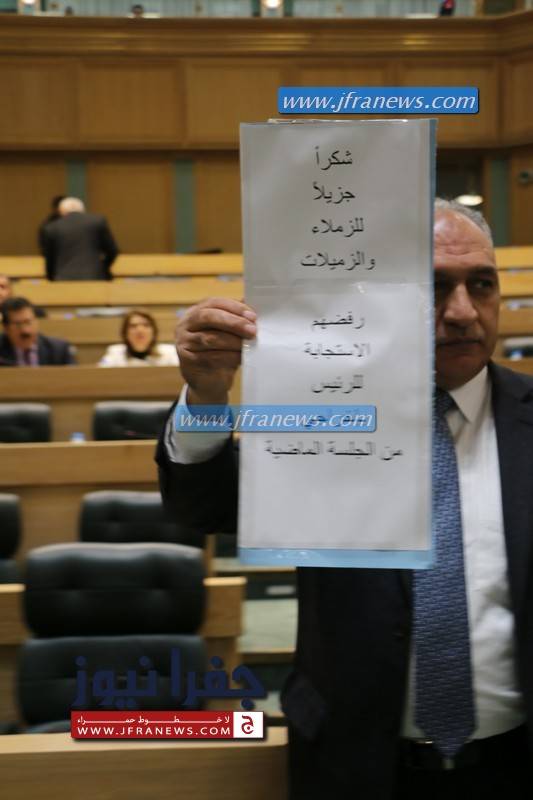 www.jfranews.com
شكراً
جزيلاً
للزملاء
والزميلات
رفضهم
الاستجابة
للرئيس
www.jfranews.com
من الجلسة الماضية
جفرا نيوز
لا خطوط حمراء
WWW.JFRANEWS.COM